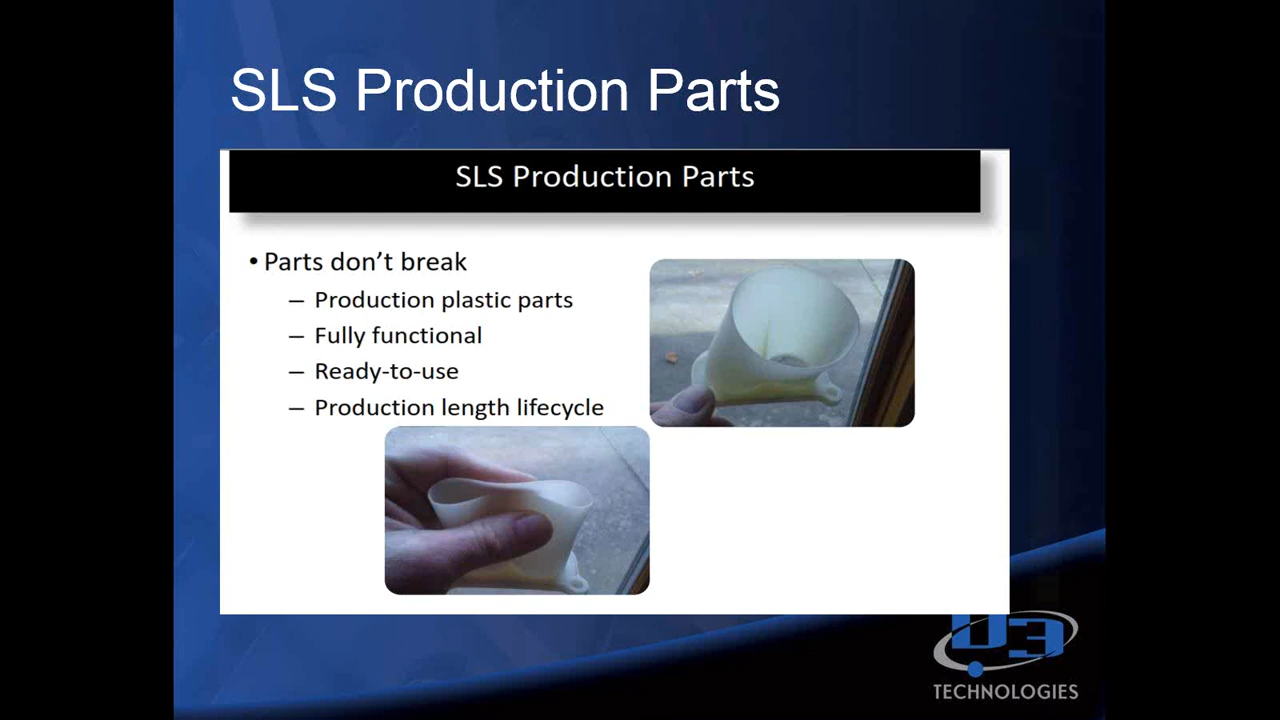 SLS Production Parts
SLS Production Parts
• Parts don’t break
– Production plastic parts
– Fully functional
– Ready-to-use
– Production length lifecycle
U3
TECHNOLOGIES